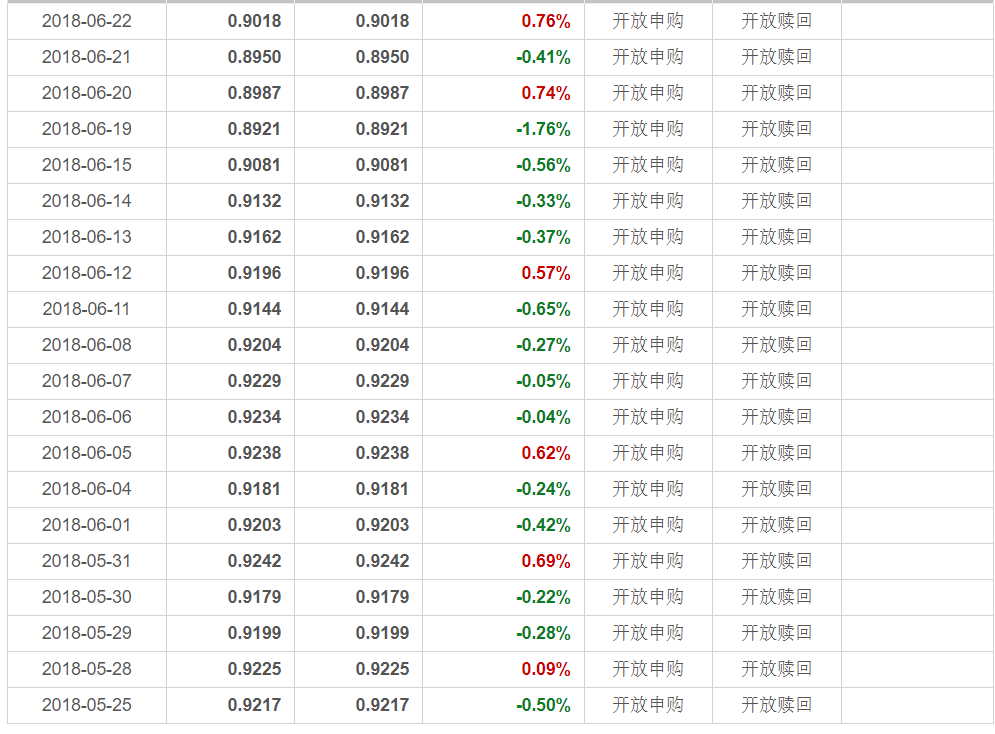 2018-06-22 0.9018 0.9018 0.76% 开放申购 开放赎回
2018-06-21 0.8950 0.8950 -0.41% 开放申购 开放赎回
2018-06-20 0.8987 0.8987 0.74% 开放申购 开放赎回
2018-06-19 0.8921 0.8921 -1.76% 开放申购 开放赎回
2018-06-15 0.9081 0.9081 -0.56% 开放申购 开放赎回
2018-06-14 0.9132 0.9132 -0.33% 开放申购 开放赎回
2018-06-13 0.9162 0.9162 -0.37% 开放申购 开放赎回
2018-06-12 0.9196 0.9196 0.57% 开放申购 开放赎回
2018-06-11 0.9144 0.9144 -0.65% 开放申购 开放赎回
2018-06-08 0.9204 0.9204 -0.27% 开放申购 开放赎回
2018-06-07 0.9229 0.9229 -0.05% 开放申购 开放赎回
2018-06-06 0.9234 0.9234 -0.04% 开放申购 开放赎回
2018-06-05 0.9238 0.9238 0.62% 开放申购 开放赎回
2018-06-04 0.9181 0.9181 -0.24% 开放申购 开放赎回
2018-06-01 0.9203 0.9203 -0.42% 开放申购 开放赎回
2018-05-31 0.9242 0.9242 0.69% 开放申购 开放赎回
2018-05-30 0.9179 0.9179 -0.22% 开放申购 开放赎回
2018-05-29 0.9199 0.9199 -0.28% 开放申购 开放赎回
2018-05-28 0.9225 0.9225 0.09% 开放申购 开放赎回
2018-05-25 0.9217 0.9217 -0.50% 开放申购 开放赎回